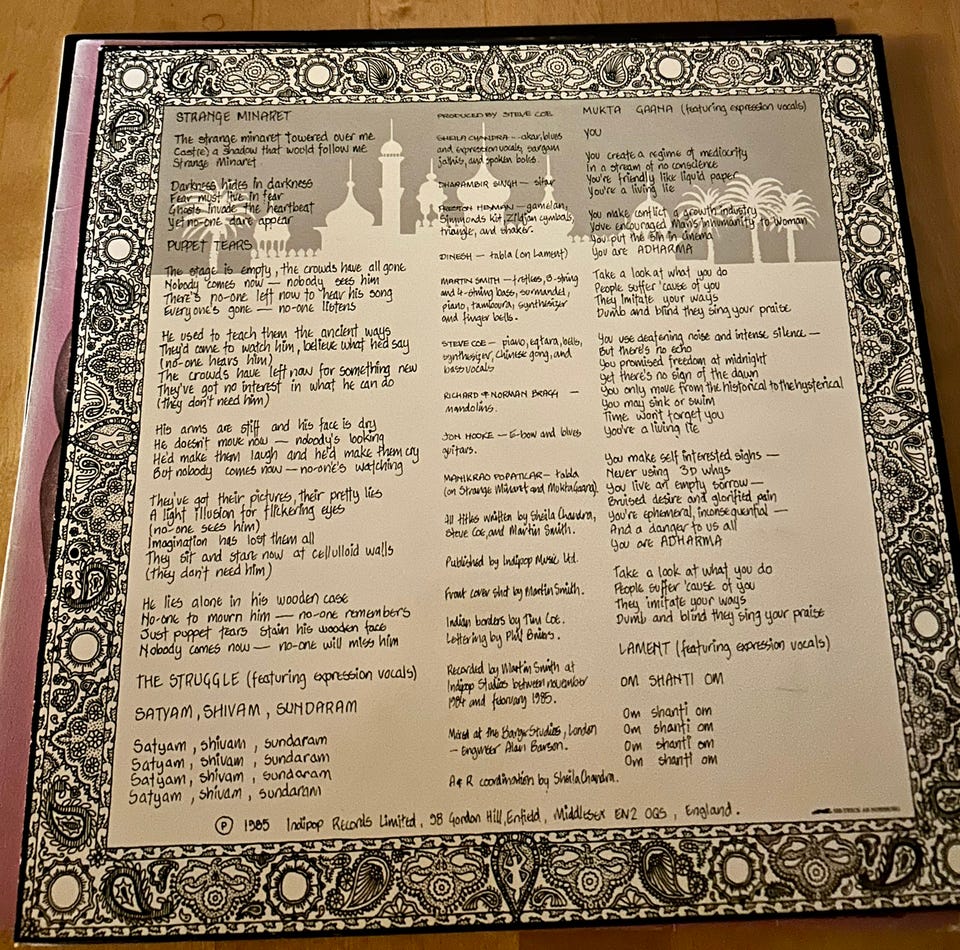 STRANGE MINARET
The strange minaret towered over me
Cast(e) a shadow that would follow me
Strange Minaret
Darkness hides in darkness
Fear must live in fear
Ghosts invade the heartbeat
Yet no-one dare appear
PUPPET TEARS
The stage is empty, the crowds have all gone
Nobody comes now — nobody sees him
There's no-one left now to hear his song
Everyone's gone — no-one listens
He used to teach them the ancient ways
They'd come to watch him, believe what he'd say
(no-one hears him)
The crowds have left now for something new
They've got no interest in what he can do
(they don't need him)
His arms are stiff and his face is dry
He doesn't move now — nobody's looking
He'd make them laugh and he'd make them cry
But nobody comes now — no-one's watching
They've got their pictures, their pretty lies
A light illusion for flickering eyes
(no-one sees him)
Imagination has lost them all
They sit and stare now at cellulloid walls
(they don't need him)
He lies alone in his wooden case
No-one to mourn him — no-one remembers
Just puppet tears stain his wooden face
Nobody comes now — no-one will miss him
THE STRUGGLE (featuring expression vocals)
SATYAM, SHIVAM, SUNDARAM
Satyam, shivam, sundaram
Satyam, shivam, sundaram
Satyam, shivam, sundaram
Satyam, shivam, sundaram
PRODUCED BY STEVE COE
SHEILA CHANDRA — akar, blues
and expression vocals, sargam
jathis, and spoken boles.
DHARAMBIR SINGH — sitar
PRESTON HEYMAN — gamelan,
Simmonds kit, Zildjian cymbals,
triangle, and shaker.
DINESH — tabla (on Lament)
MARTIN SMITH — fretless, 8-string
and 4-string bass, surmandel,
piano, tamboura, synthesizer
and finger bells.
STEVE COE — piano, ektara, bells,
synthesizer, Chinese gong, and
bass vocals
RICHARD & NORMAN BRAGG —
mandolins.
JON HOOKE — E-bow and blues
guitars.
MANIKRAO POPATKAR — tabla
(on Strange Minaret and Mukta Gaana)
All titles written by Sheila Chandra,
Steve Coe, and Martin Smith.
Published by Indipop Music Ltd.
Front cover shot by Martin Smith.
Indian borders by Tim Coe.
Lettering by Phil Bniers.
Recorded by Martin Smith at
Indipop Studios between november
1984 and february 1985.
Mixed at the Barge Studios, London
— Engineer Alan Barson.
A & R coordination by Sheila Chandra.
MUKTA GAANA (featuring expression vocals)
YOU
You create a regime of mediocrity
In a stream of no conscience
You're friendly like liquid paper
You're a living lie
You make conflict a growth industry
You've encouraged Man's inhumanity to Woman
You put the sin in cinema
You are ADHARMA
Take a look at what you do
People suffer 'cause of you
They imitate your ways
Dumb and blind they sing your praise
You use deafening noise and intense silence —
But there's no echo
You promised freedom at midnight
Yet there's no sign of the dawn
You only move from the historical to the hysterical
You may sink or swim
Time won't forget you
You're a living lie
You make self interested sighs —
Never using 3D whys
You live an empty sorrow —
Bruised desire and glorified pain
You're ephemeral, inconsequential —
And a danger to us all
You are ADHARMA
Take a look at what you do
People suffer 'cause of you
They imitate your ways
Dumb and blind they sing your praise
LAMENT (featuring expression vocals)
OM SHANTI OM
Om shanti om
Om shanti om
Om shanti om
Om shanti om
℗ 1985 Indipop Records Limited, 98 Gordon Hill, Enfield, Middlesex EN2 0QS, England.